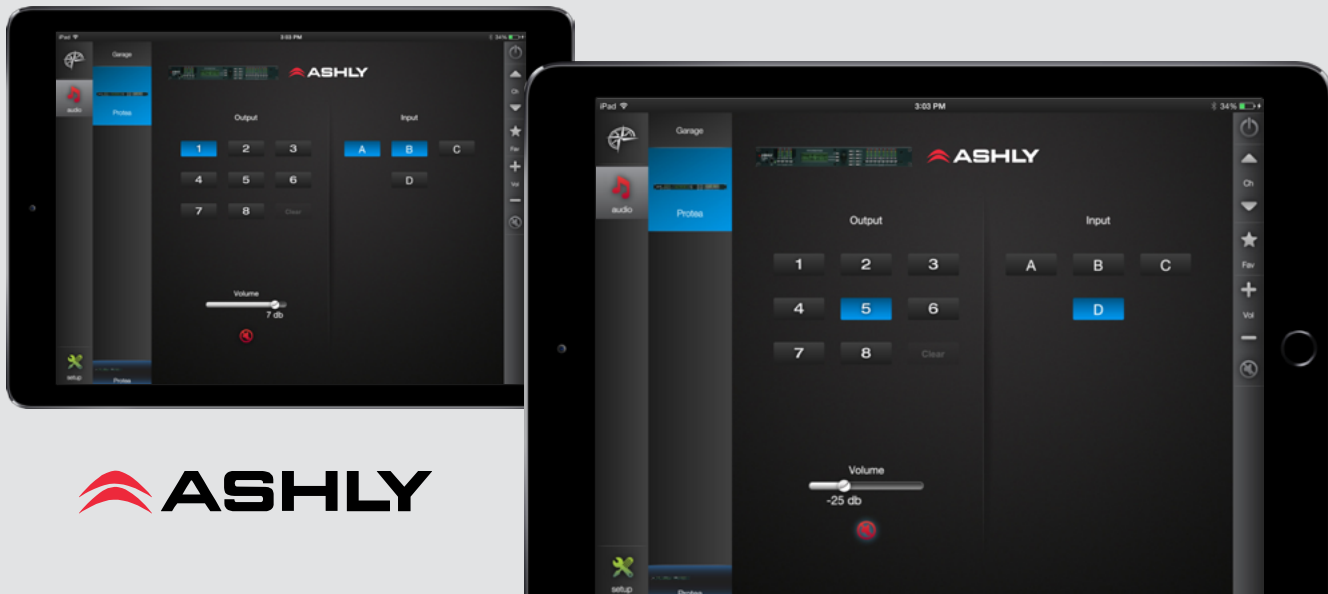 iPad
3:03 PM
34%
Garage
ASHLY
audio
Protea
Output
Input
Ch
1
2
3
A
B
C
Fav
4
5
6
D
Vol
7
8
Clear
Volume
7 db
setup
Protea
iPad
3:03 PM
34%
Garage
ASHLY
audio
Protea
Output
Input
Ch
1
2
3
A
B
C
Fav
4
5
6
D
Vol
7
8
Clear
Volume
-25 db
setup
Protea
ASHLY